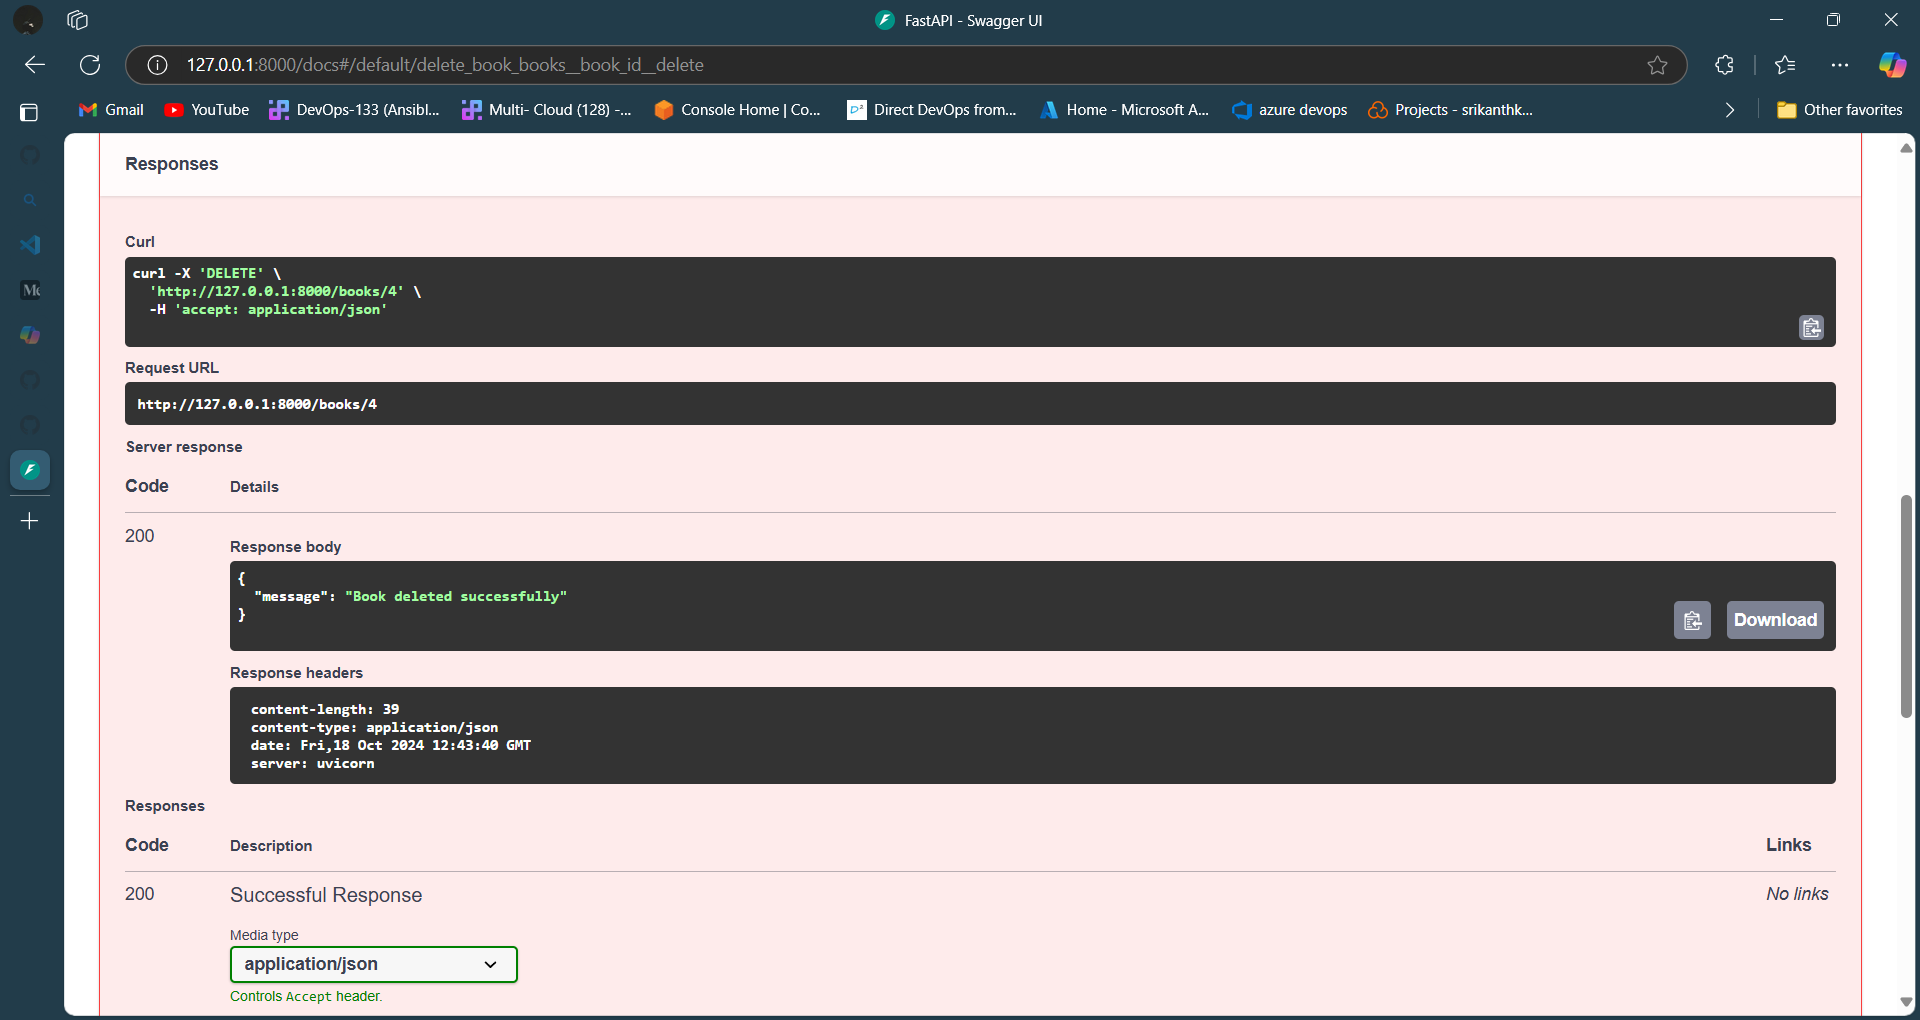 FastAPI - Swagger UI
127.0.0.1:8000/docs#/default/delete_book_books__book_id__delete
Gmail
YouTube
DevOps-133 (Ansibl...
Multi- Cloud (128) -...
Console Home | Co...
Direct DevOps from...
Home - Microsoft A...
azure devops
Projects - srikanthk...
Other favorites
Responses
Curl
curl -X 'DELETE' \
'http://127.0.0.1:8000/books/4' \
-H 'accept: application/json'
Request URL
http://127.0.0.1:8000/books/4
Server response
Code Details
200
Response body
{
"message": "Book deleted successfully"
}
Download
Response headers
content-length: 39
content-type: application/json
date: Fri,18 Oct 2024 12:43:40 GMT
server: uvicorn
Responses
Code Description Links
200 Successful Response No links
Media type
application/json
Controls Accept header.